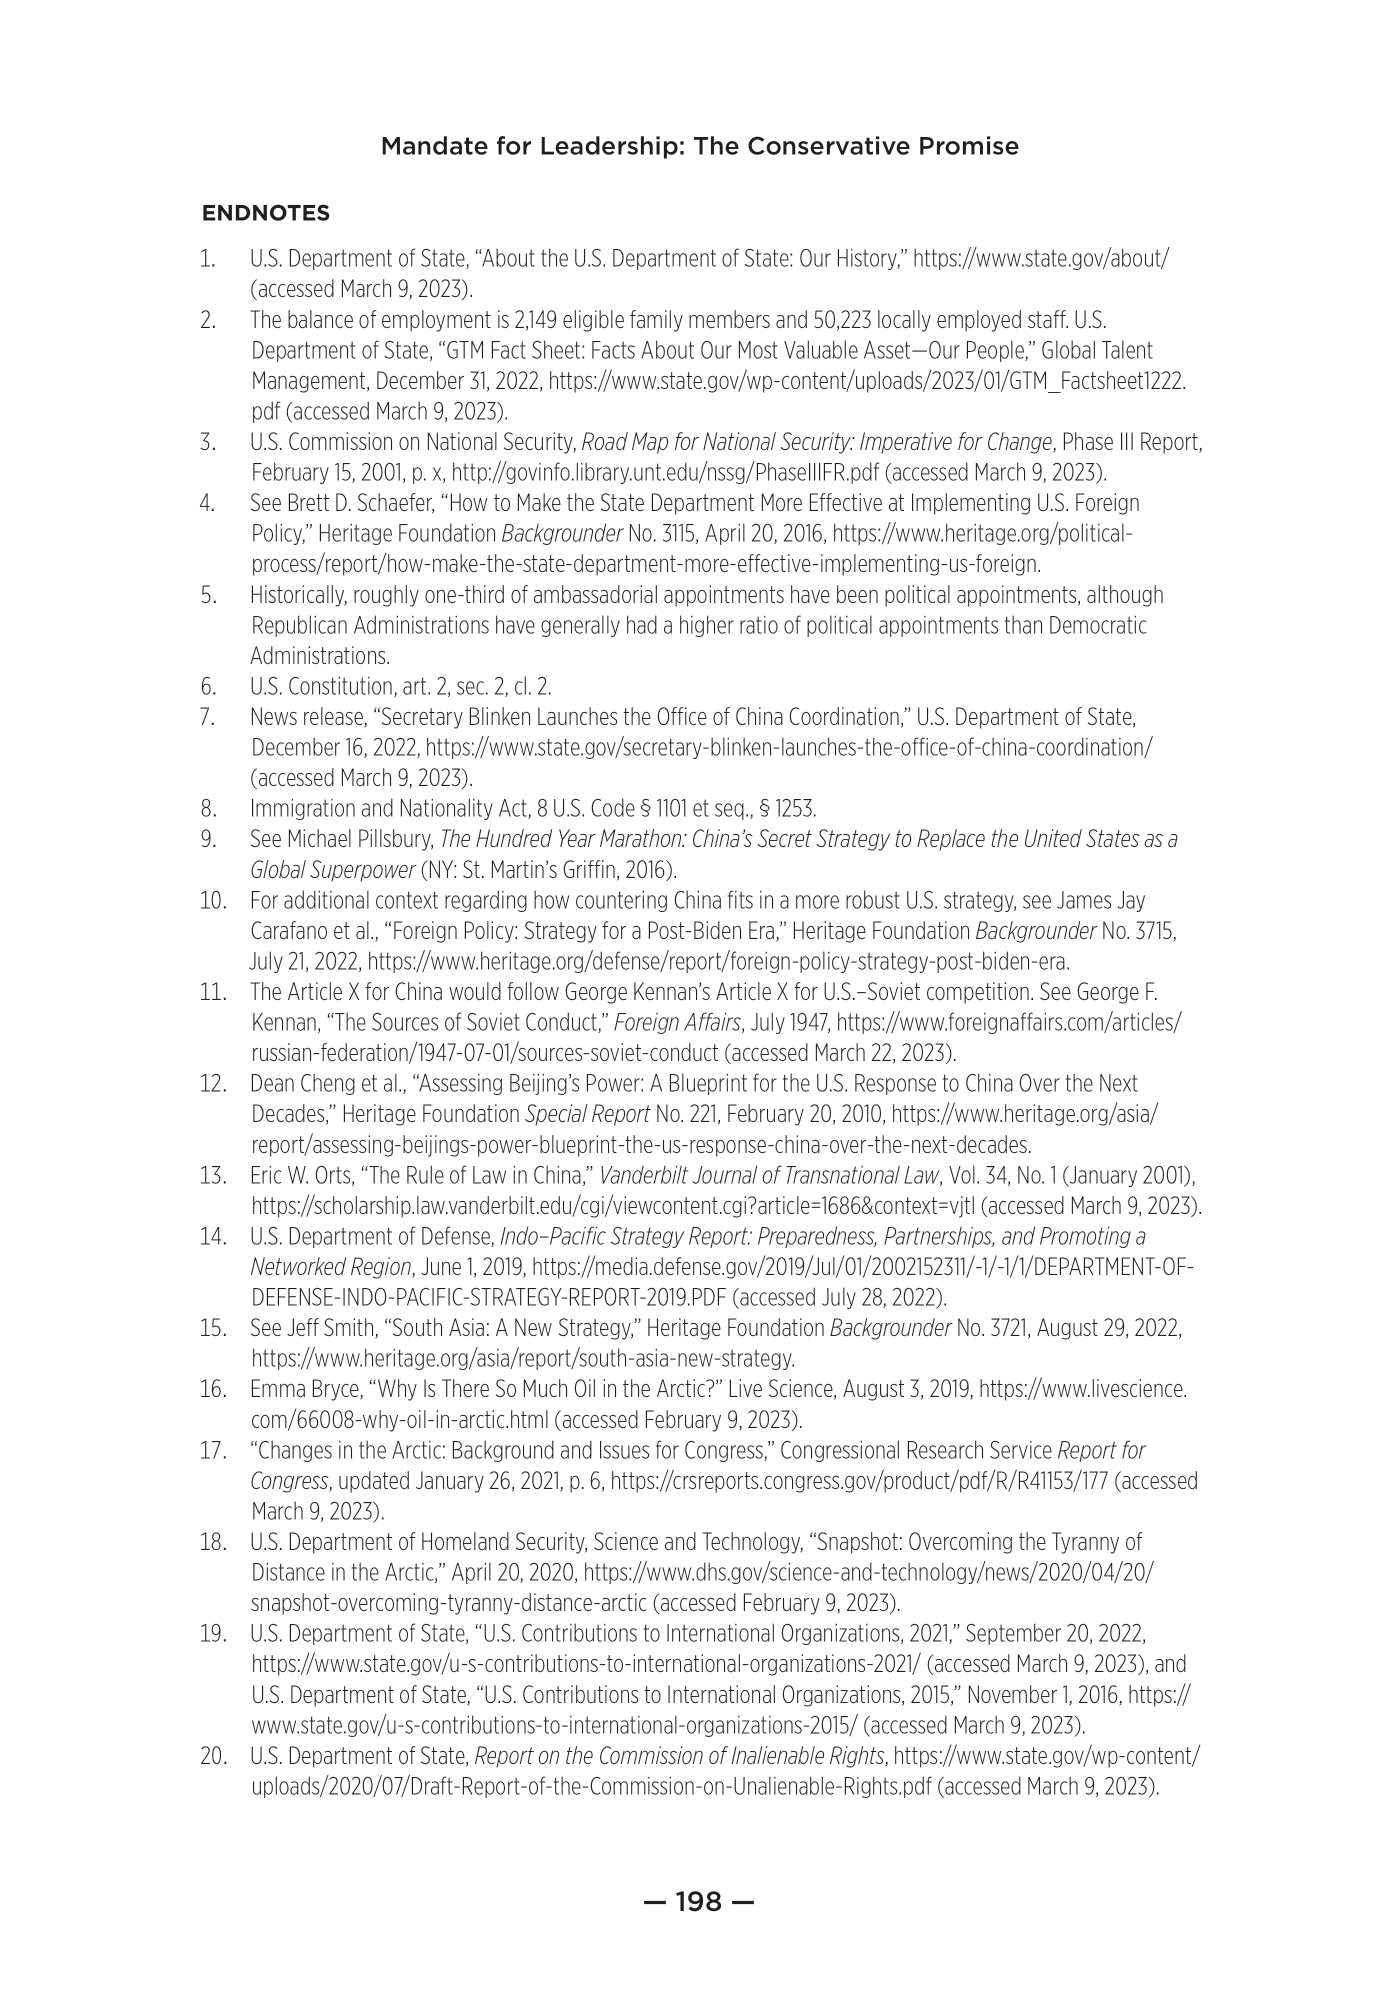 Mandate for Leadership: The Conservative Promise
ENDNOTES
1. U.S. Department of State, “About the U.S. Department of State: Our History,” https://www.state.gov/about/
(accessed March 9, 2023).
2. The balance of employment is 2,149 eligible family members and 50,223 locally employed staff. U.S.
Department of State, “GTM Fact Sheet: Facts About Our Most Valuable Asset—Our People,” Global Talent
Management, December 31, 2022, https://www.state.gov/wp-content/uploads/2023/01/GTM_Factsheet1222.
pdf (accessed March 9, 2023).
3. U.S. Commission on National Security, Road Map for National Security: Imperative for Change, Phase III Report,
February 15, 2001, p. x, http://govinfo.library.unt.edu/nssg/PhaseIIIFR.pdf (accessed March 9, 2023).
4. See Brett D. Schaefer, “How to Make the State Department More Effective at Implementing U.S. Foreign
Policy,” Heritage Foundation Backgrounder No. 3115, April 20, 2016, https://www.heritage.org/political-
process/report/how-make-the-state-department-more-effective-implementing-us-foreign.
5. Historically, roughly one-third of ambassadorial appointments have been political appointments, although
Republican Administrations have generally had a higher ratio of political appointments than Democratic
Administrations.
6. U.S. Constitution, art. 2, sec. 2, cl. 2.
7. News release, “Secretary Blinken Launches the Office of China Coordination,” U.S. Department of State,
December 16, 2022, https://www.state.gov/secretary-blinken-launches-the-office-of-china-coordination/
(accessed March 9, 2023).
8. Immigration and Nationality Act, 8 U.S. Code § 1101 et seq., § 1253.
9. See Michael Pillsbury, The Hundred Year Marathon: China’s Secret Strategy to Replace the United States as a
Global Superpower (NY: St. Martin’s Griffin, 2016).
10. For additional context regarding how countering China fits in a more robust U.S. strategy, see James Jay
Carafano et al., “Foreign Policy: Strategy for a Post-Biden Era,” Heritage Foundation Backgrounder No. 3715,
July 21, 2022, https://www.heritage.org/defense/report/foreign-policy-strategy-post-biden-era.
11. The Article X for China would follow George Kennan’s Article X for U.S.–Soviet competition. See George F.
Kennan, “The Sources of Soviet Conduct,” Foreign Affairs, July 1947, https://www.foreignaffairs.com/articles/
russian-federation/1947-07-01/sources-soviet-conduct (accessed March 22, 2023).
12. Dean Cheng et al., “Assessing Beijing’s Power: A Blueprint for the U.S. Response to China Over the Next
Decades,” Heritage Foundation Special Report No. 221, February 20, 2010, https://www.heritage.org/asia/
report/assessing-beijings-power-blueprint-the-us-response-china-over-the-next-decades.
13. Eric W. Orts, “The Rule of Law in China,” Vanderbilt Journal of Transnational Law, Vol. 34, No. 1 (January 2001),
https://scholarship.law.vanderbilt.edu/cgi/viewcontent.cgi?article=1686&context=vjtl (accessed March 9, 2023).
14. U.S. Department of Defense, Indo–Pacific Strategy Report: Preparedness, Partnerships, and Promoting a
Networked Region, June 1, 2019, https://media.defense.gov/2019/Jul/01/2002152311/-1/-1/1/DEPARTMENT-OF-
DEFENSE-INDO-PACIFIC-STRATEGY-REPORT-2019.PDF (accessed July 28, 2022).
15. See Jeff Smith, “South Asia: A New Strategy,” Heritage Foundation Backgrounder No. 3721, August 29, 2022,
https://www.heritage.org/asia/report/south-asia-new-strategy.
16. Emma Bryce, “Why Is There So Much Oil in the Arctic?” Live Science, August 3, 2019, https://www.livescience.
com/66008-why-oil-in-arctic.html (accessed February 9, 2023).
17. “Changes in the Arctic: Background and Issues for Congress,” Congressional Research Service Report for
Congress, updated January 26, 2021, p. 6, https://crsreports.congress.gov/product/pdf/R/R41153/177 (accessed
March 9, 2023).
18. U.S. Department of Homeland Security, Science and Technology, “Snapshot: Overcoming the Tyranny of
Distance in the Arctic,” April 20, 2020, https://www.dhs.gov/science-and-technology/news/2020/04/20/
snapshot-overcoming-tyranny-distance-arctic (accessed February 9, 2023).
19. U.S. Department of State, “U.S. Contributions to International Organizations, 2021,” September 20, 2022,
https://www.state.gov/u-s-contributions-to-international-organizations-2021/ (accessed March 9, 2023), and
U.S. Department of State, “U.S. Contributions to International Organizations, 2015,” November 1, 2016, https://
www.state.gov/u-s-contributions-to-international-organizations-2015/ (accessed March 9, 2023).
20. U.S. Department of State, Report on the Commission of Inalienable Rights, https://www.state.gov/wp-content/
uploads/2020/07/Draft-Report-of-the-Commission-on-Unalienable-Rights.pdf (accessed March 9, 2023).
— 198 —